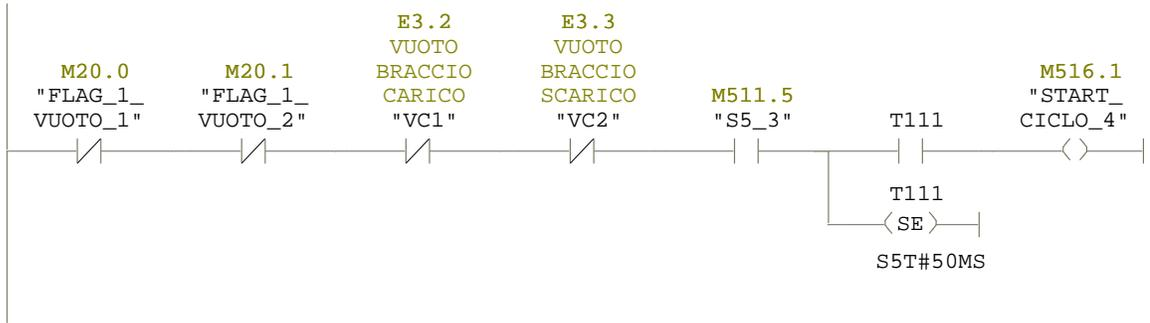 M20.0
"FLAG_1_
VUOTO_1"
M20.1
"FLAG_1_
VUOTO_2"
E3.2
VUOTO
BRACCIO
CARICO
"VC1"
E3.3
VUOTO
BRACCIO
SCARICO
"VC2"
M511.5
"S5_3"
T111
M516.1
"START_
CICLO_4"
T111
SE
S5T#50MS